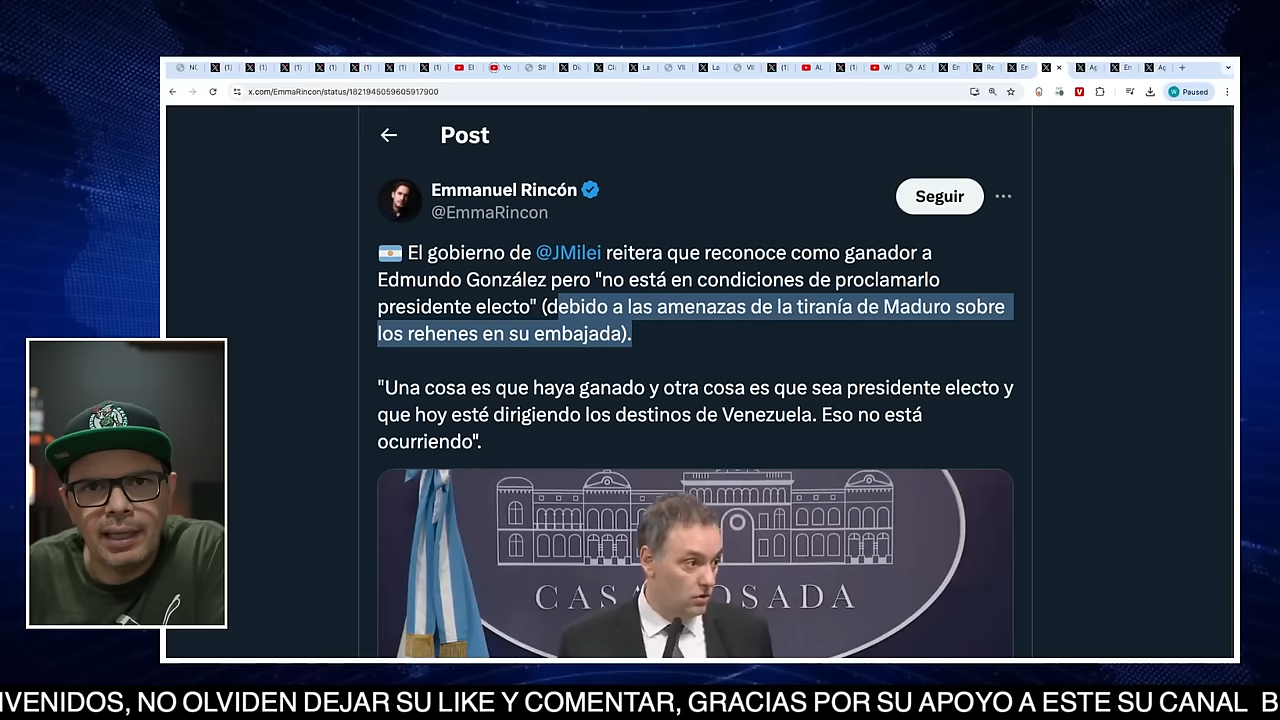 x.com/EmmaRincon/status/1821945059605917900
Paused
Post
Emmanuel Rincón
@EmmaRincon
Seguir
El gobierno de @JMilei reitera que reconoce como ganador a
Edmundo González pero "no está en condiciones de proclamarlo
presidente electo" (debido a las amenazas de la tiranía de Maduro sobre
los rehenes en su embajada).
"Una cosa es que haya ganado y otra cosa es que sea presidente electo y
que hoy esté dirigiendo los destinos de Venezuela. Eso no está
ocurriendo".
CASA ROSADA
NVENIDOS, NO OLVIDEN DEJAR SU LIKE Y COMENTAR, GRACIAS POR SU APOYO A ESTE SU CANAL B